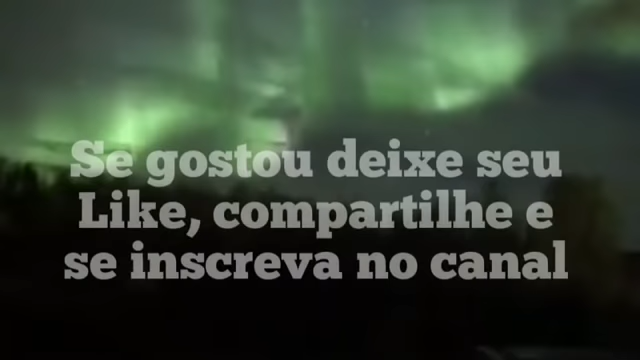 Se gostou deixe seu
Like, compartilhe e
se inscreva no canal